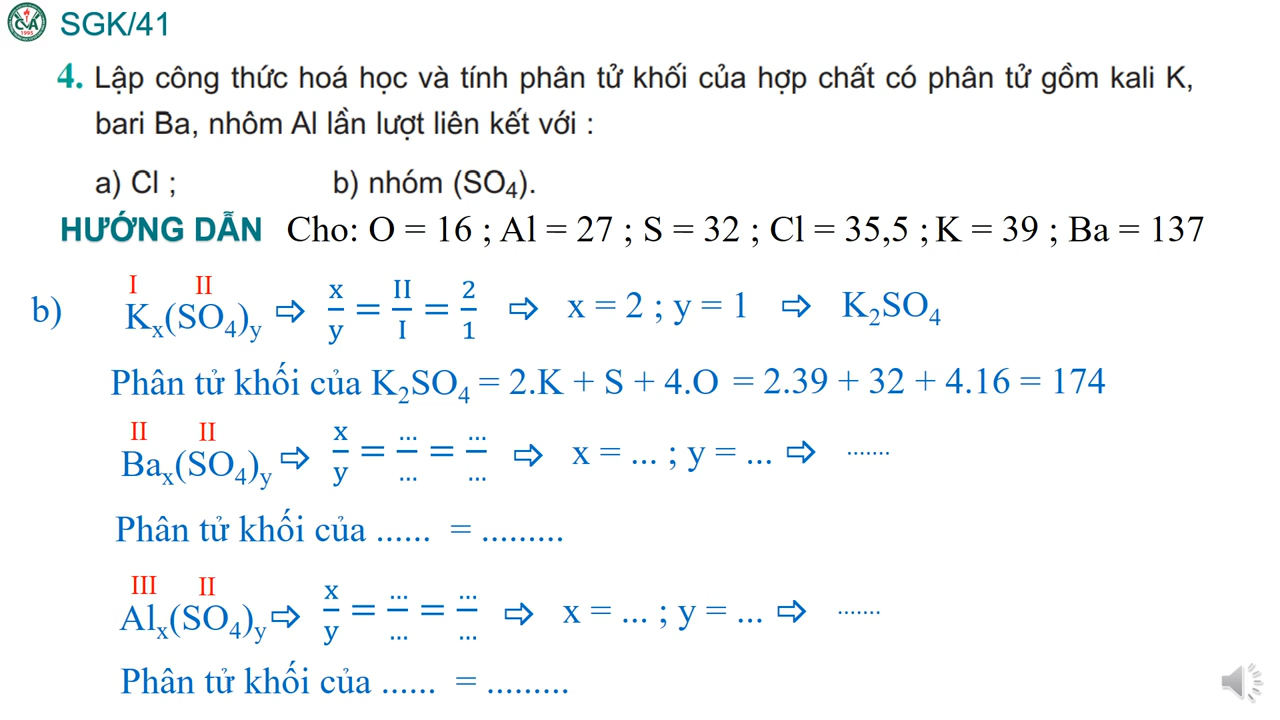 CVA
1995
SGK/41
4. Lập công thức hoá học và tính phân tử khối của hợp chất có phân tử gồm kali K,
bari Ba, nhôm Al lần lượt liên kết với :
a) Cl ; b) nhóm (SO₄).
HƯỚNG DẪN Cho: O = 16 ; Al = 27 ; S = 32 ; Cl = 35,5 ; K = 39 ; Ba = 137
I II
b) Kₓ(SO₄)y ⇨ x/y = II/I = 2/1 ⇨ x = 2 ; y = 1 ⇨ K₂SO₄
Phân tử khối của K₂SO₄ = 2.K + S + 4.O = 2.39 + 32 + 4.16 = 174
II II
Baₓ(SO₄)y ⇨ x/y = .../... = .../... ⇨ x = ... ; y = ... ⇨ .......
Phân tử khối của ...... = .........
III II
Alₓ(SO₄)y ⇨ x/y = .../... = .../... ⇨ x = ... ; y = ... ⇨ .......
Phân tử khối của ...... = .........